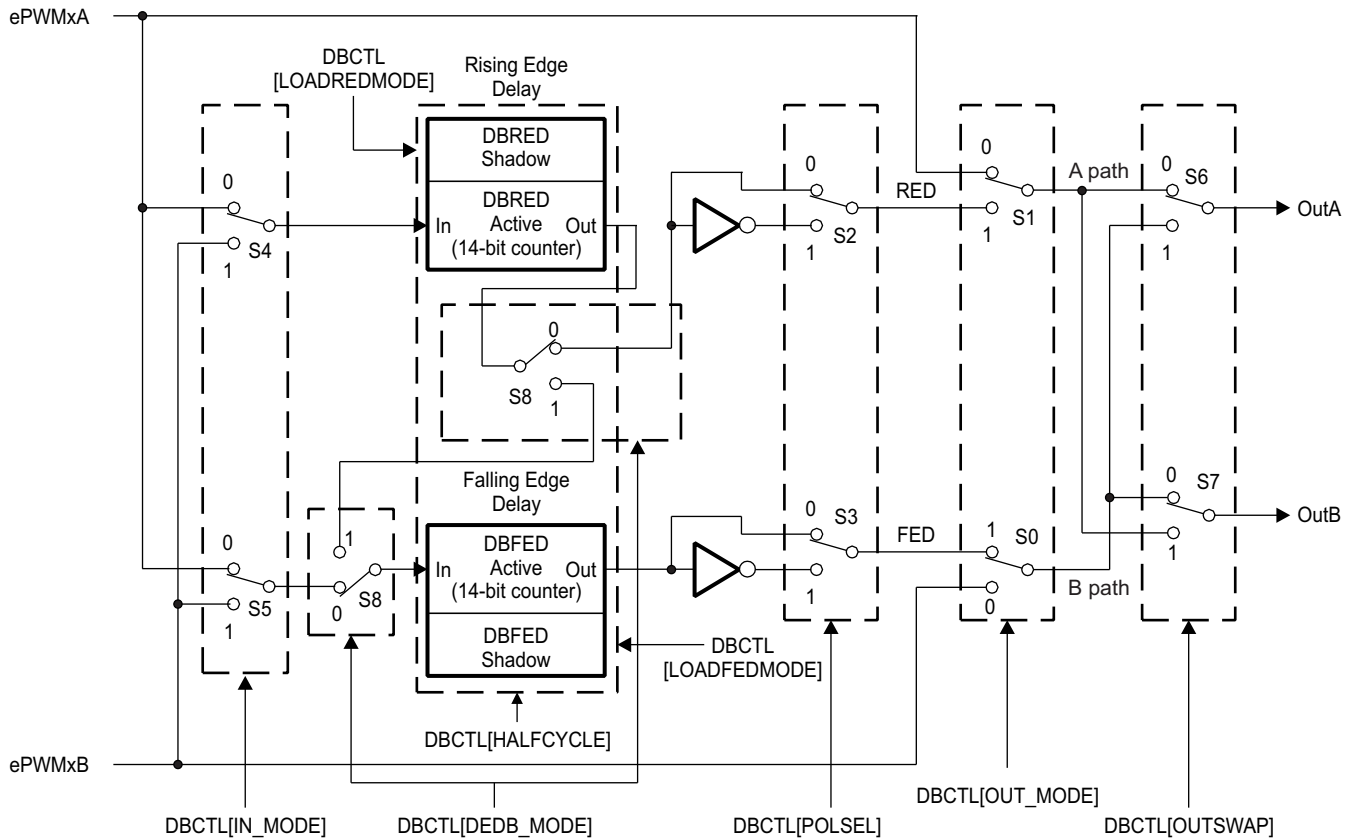 ePWMxA
DBCTL
[LOADREDMODE]
Rising Edge
Delay
DBRED
Shadow
DBRED
Active
(14-bit counter)
In
Out
0
S4
1
0
S2
1
RED
0
S1
1
A path
0
S6
1
OutA
0
S8
1
Falling Edge
Delay
0
S5
1
1
S8
0
DBFED
Active
(14-bit counter)
In
Out
DBFED
Shadow
0
S3
1
FED
1
S0
0
B path
0
S7
1
OutB
DBCTL
[LOADFEDMODE]
DBCTL[HALFCYCLE]
ePWMxB
DBCTL[IN_MODE]
DBCTL[DEDB_MODE]
DBCTL[POLSEL]
DBCTL[OUT_MODE]
DBCTL[OUTSWAP]